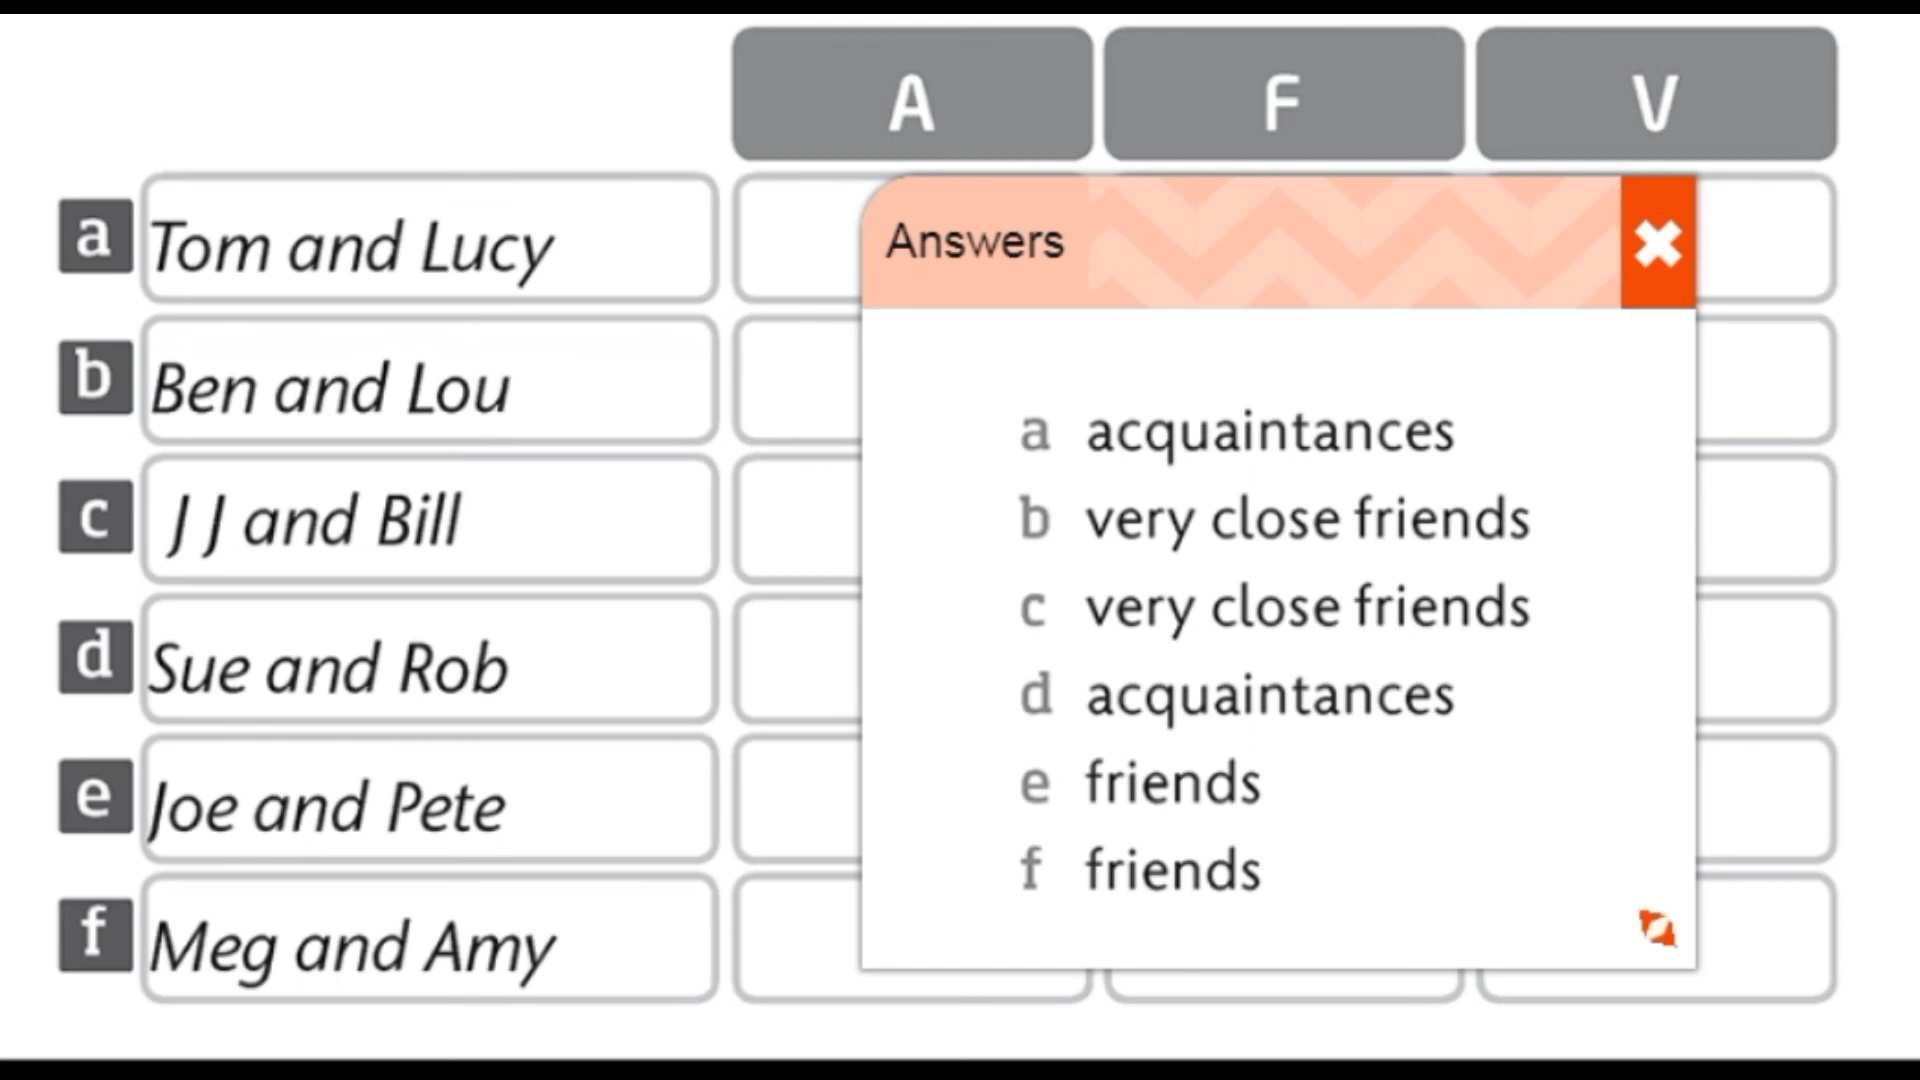 A F V
a Tom and Lucy
b Ben and Lou
c J J and Bill
d Sue and Rob
e Joe and Pete
f Meg and Amy
Answers
a acquaintances
b very close friends
c very close friends
d acquaintances
e friends
f friends